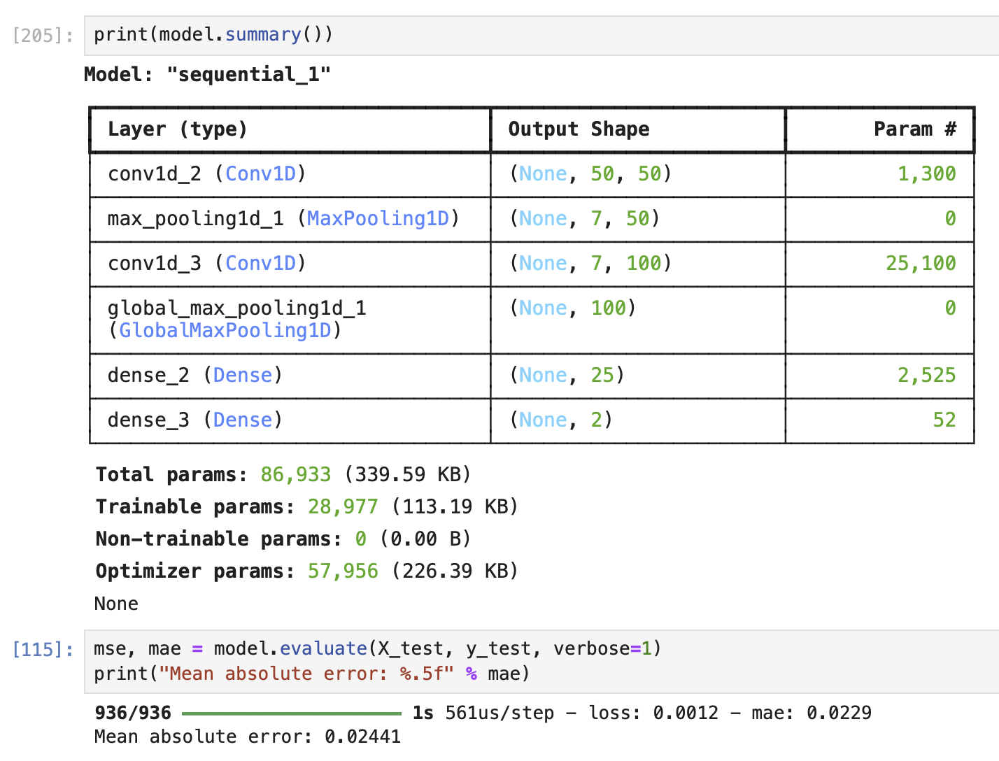 [205]: print(model.summary())
Model: "sequential_1"
Layer (type) Output Shape Param #
conv1d_2 (Conv1D) (None, 50, 50) 1,300
max_pooling1d_1 (MaxPooling1D) (None, 7, 50) 0
conv1d_3 (Conv1D) (None, 7, 100) 25,100
global_max_pooling1d_1 (None, 100) 0
(GlobalMaxPooling1D)
dense_2 (Dense) (None, 25) 2,525
dense_3 (Dense) (None, 2) 52
Total params: 86,933 (339.59 KB)
Trainable params: 28,977 (113.19 KB)
Non-trainable params: 0 (0.00 B)
Optimizer params: 57,956 (226.39 KB)
None
[115]: mse, mae = model.evaluate(X_test, y_test, verbose=1)
print("Mean absolute error: %.5f" % mae)
936/936 1s 561us/step - loss: 0.0012 - mae: 0.0229
Mean absolute error: 0.02441